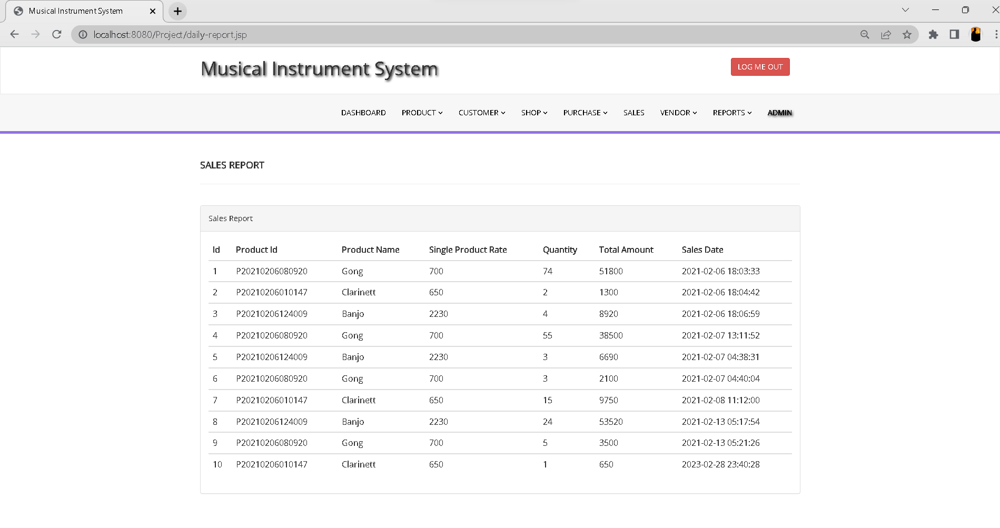 Musical Instrument System
localhost:8080/Project/daily-report.jsp
Musical Instrument System
LOG ME OUT
DASHBOARD PRODUCT CUSTOMER SHOP PURCHASE SALES VENDOR REPORTS ADMIN
SALES REPORT
Sales Report
Id Product Id Product Name Single Product Rate Quantity Total Amount Sales Date
1 P20210206080920 Gong 700 74 51800 2021-02-06 18:03:33
2 P20210206010147 Clarinett 650 2 1300 2021-02-06 18:04:42
3 P20210206124009 Banjo 2230 4 8920 2021-02-06 18:06:59
4 P20210206080920 Gong 700 55 38500 2021-02-07 13:11:52
5 P20210206124009 Banjo 2230 3 6690 2021-02-07 04:38:31
6 P20210206080920 Gong 700 3 2100 2021-02-07 04:40:04
7 P20210206010147 Clarinett 650 15 9750 2021-02-08 11:12:00
8 P20210206124009 Banjo 2230 24 53520 2021-02-13 05:17:54
9 P20210206080920 Gong 700 5 3500 2021-02-13 05:21:26
10 P20210206010147 Clarinett 650 1 650 2023-02-28 23:40:28